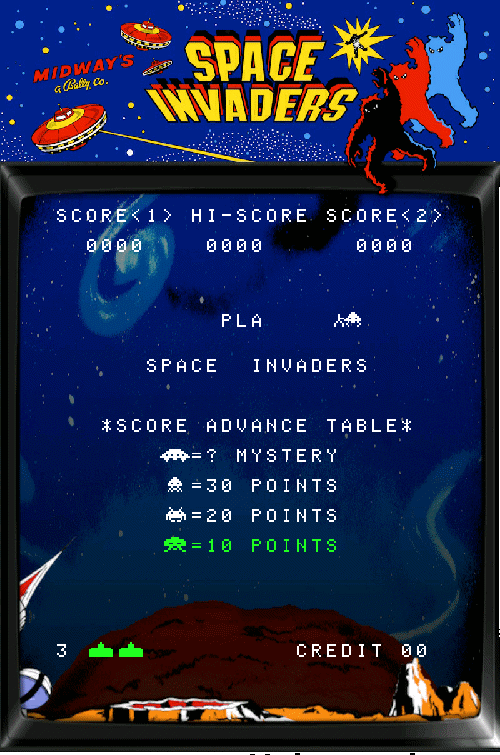 MIDWAY'S
a Bally Co.
SPACE
INVADERS
SCORE<1> HI-SCORE SCORE<2>
0000 0000 0000
PLA
SPACE INVADERS
*SCORE ADVANCE TABLE*
=? MYSTERY
=30 POINTS
=20 POINTS
=10 POINTS
3 CREDIT 00